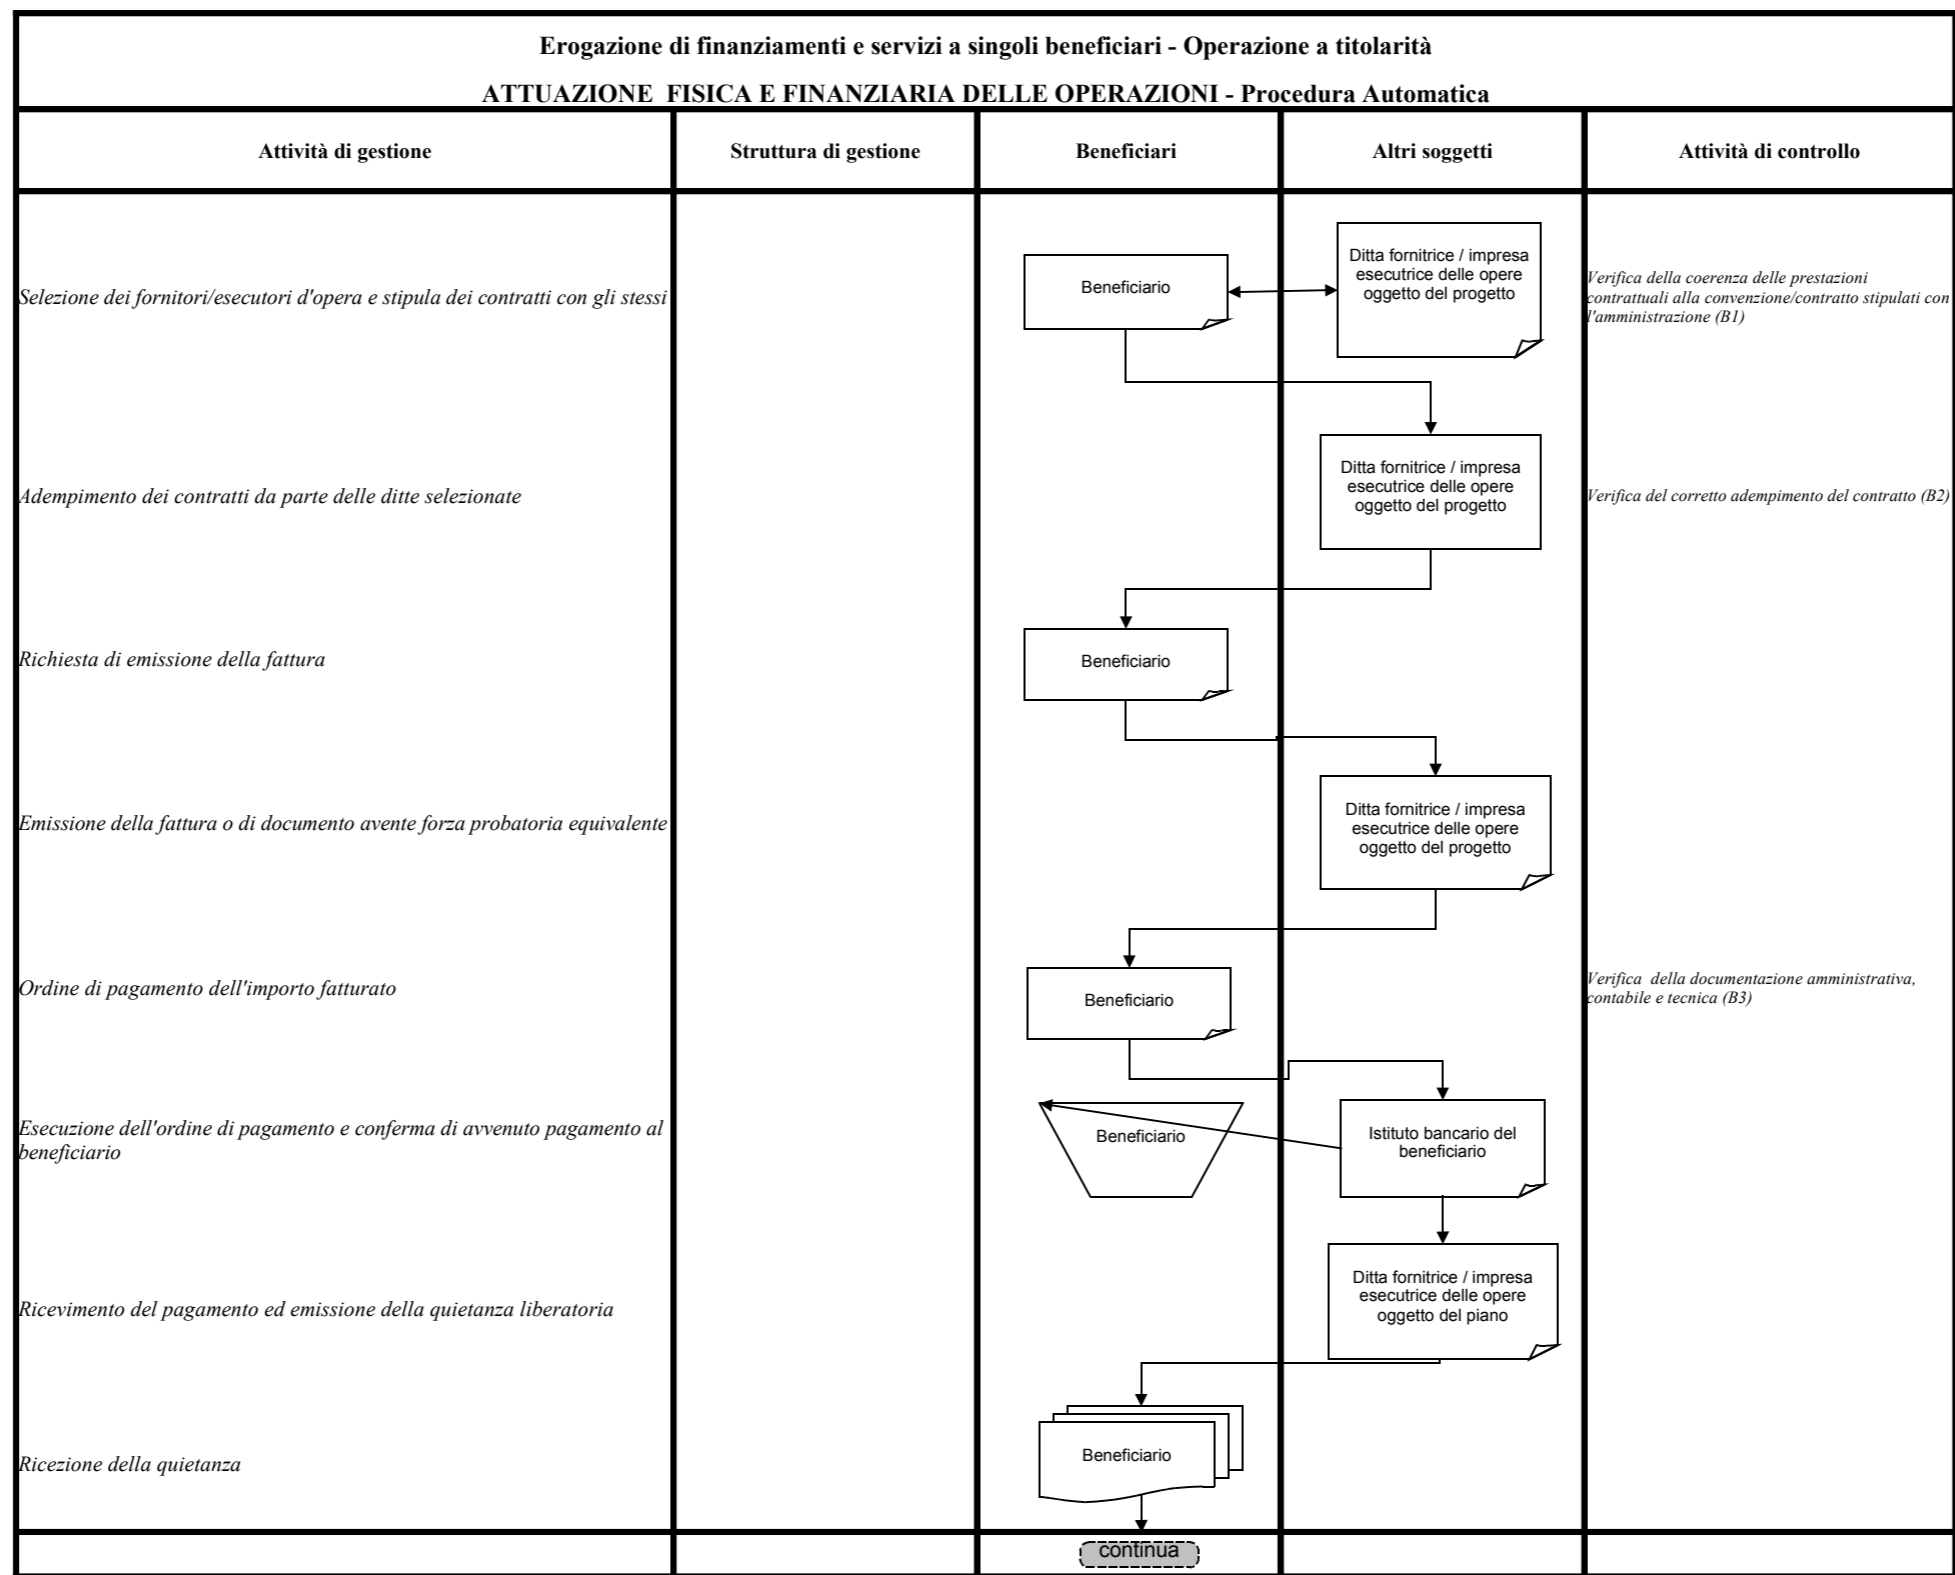 Erogazione di finanziamenti e servizi a singoli beneficiari - Operazione a titolarità
ATTUAZIONE FISICA E FINANZIARIA DELLE OPERAZIONI - Procedura Automatica
Attività di gestione
Struttura di gestione
Beneficiari
Altri soggetti
Attività di controllo
Selezione dei fornitori/esecutori d'opera e stipula dei contratti con gli stessi
Beneficiario
Ditta fornitrice / impresa
esecutrice delle opere
oggetto del progetto
Verifica della coerenza delle prestazioni
contrattuali alla convenzione/contratto stipulati con
l'amministrazione (B1)
Adempimento dei contratti da parte delle ditte selezionate
Ditta fornitrice / impresa
esecutrice delle opere
oggetto del progetto
Verifica del corretto adempimento del contratto (B2)
Richiesta di emissione della fattura
Beneficiario
Emissione della fattura o di documento avente forza probatoria equivalente
Ditta fornitrice / impresa
esecutrice delle opere
oggetto del progetto
Ordine di pagamento dell'importo fatturato
Beneficiario
Verifica della documentazione amministrativa,
contabile e tecnica (B3)
Esecuzione dell'ordine di pagamento e conferma di avvenuto pagamento al
beneficiario
Beneficiario
Istituto bancario del
beneficiario
Ricevimento del pagamento ed emissione della quietanza liberatoria
Ditta fornitrice / impresa
esecutrice delle opere
oggetto del piano
Ricezione della quietanza
Beneficiario
continua